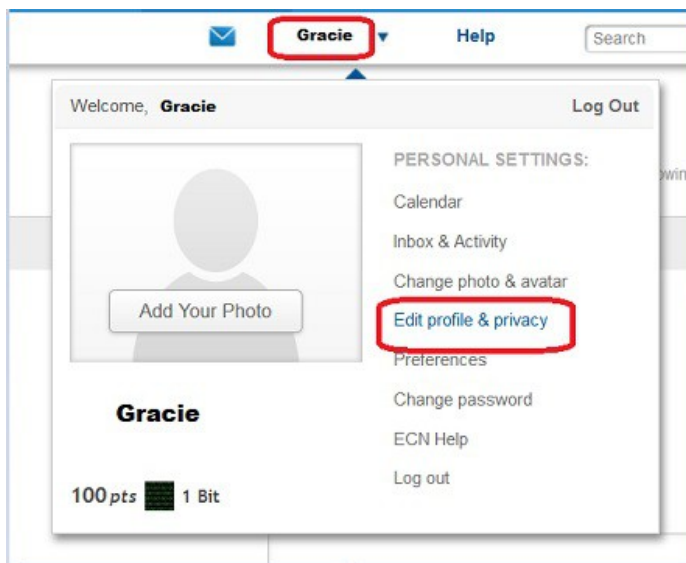 Gracie Help Search
Welcome, Gracie Log Out
PERSONAL SETTINGS:
Calendar
Inbox & Activity
Change photo & avatar
Add Your Photo
Edit profile & privacy
Preferences
Change password
Gracie
ECN Help
Log out
100 pts 1 Bit